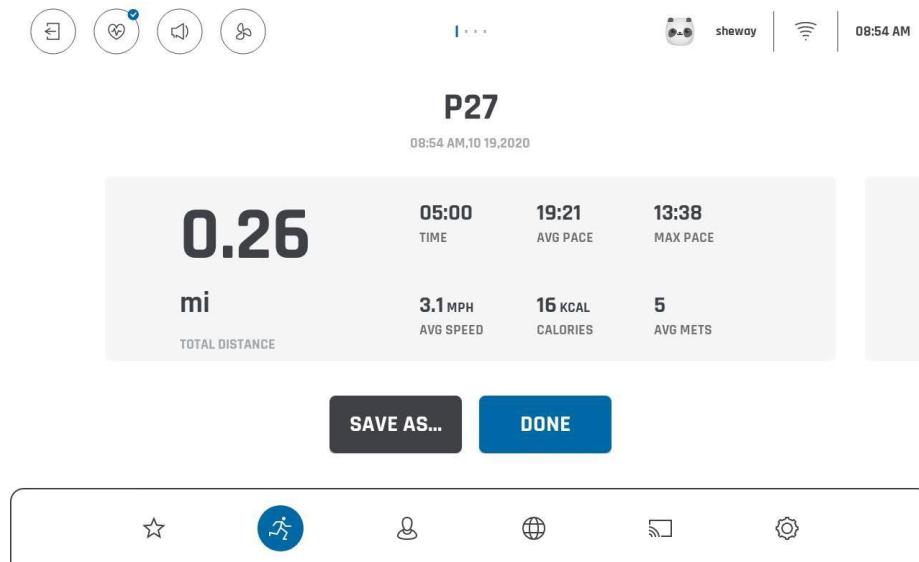 sheway
08:54 AM
P27
08:54 AM,10 19,2020
0.26
mi
TOTAL DISTANCE
05:00
TIME
19:21
AVG PACE
13:38
MAX PACE
3.1 MPH
AVG SPEED
16 KCAL
CALORIES
5
AVG METS
SAVE AS...
DONE